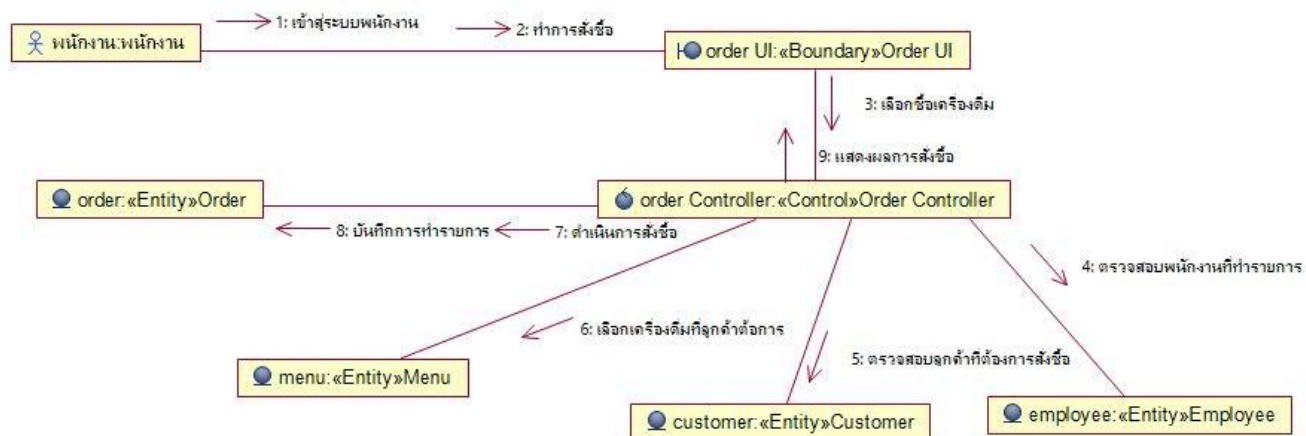 1: เข้าสู่ระบบพนักงาน
2: ทำการสั่งซื้อ
พนักงาน:พนักงาน
order UI:«Boundary»Order UI
3: เลือกซื้อเครื่องดื่ม
9: แสดงผลการสั่งซื้อ
order:«Entity»Order
order Controller:«Control»Order Controller
8: บันทึกการทำรายการ
7: ดำเนินการสั่งซื้อ
4: ตรวจสอบพนักงานที่ทำรายการ
6: เลือกเครื่องดื่มที่ลูกค้าต้อการ
5: ตรวจสอบลูกค้าที่ต้องการสั่งซื้อ
menu:«Entity»Menu
customer:«Entity»Customer
employee:«Entity»Employee